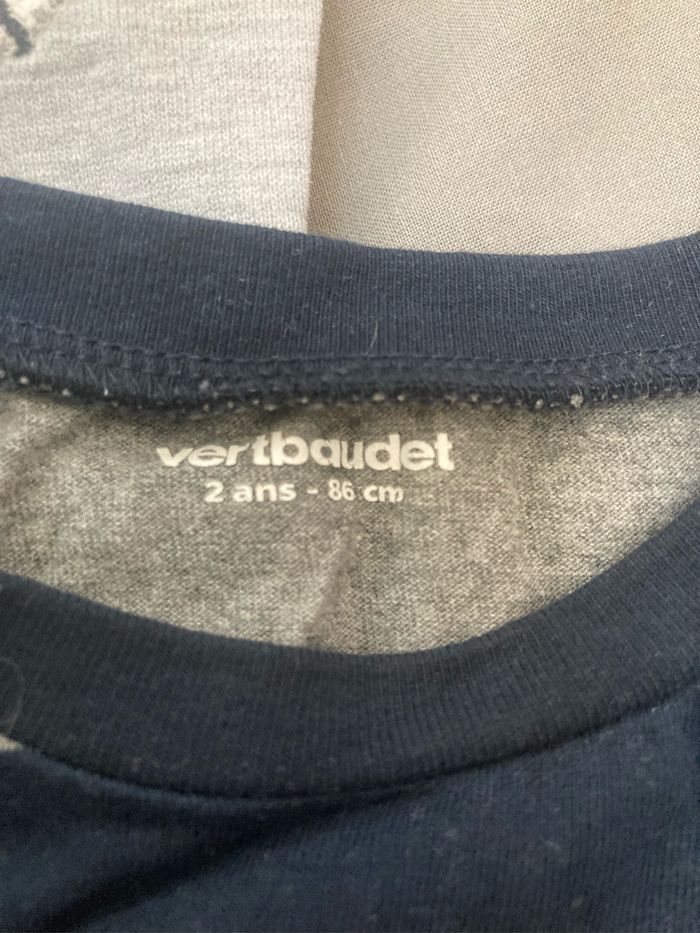 vertbaudet
2 ans - 86 cm